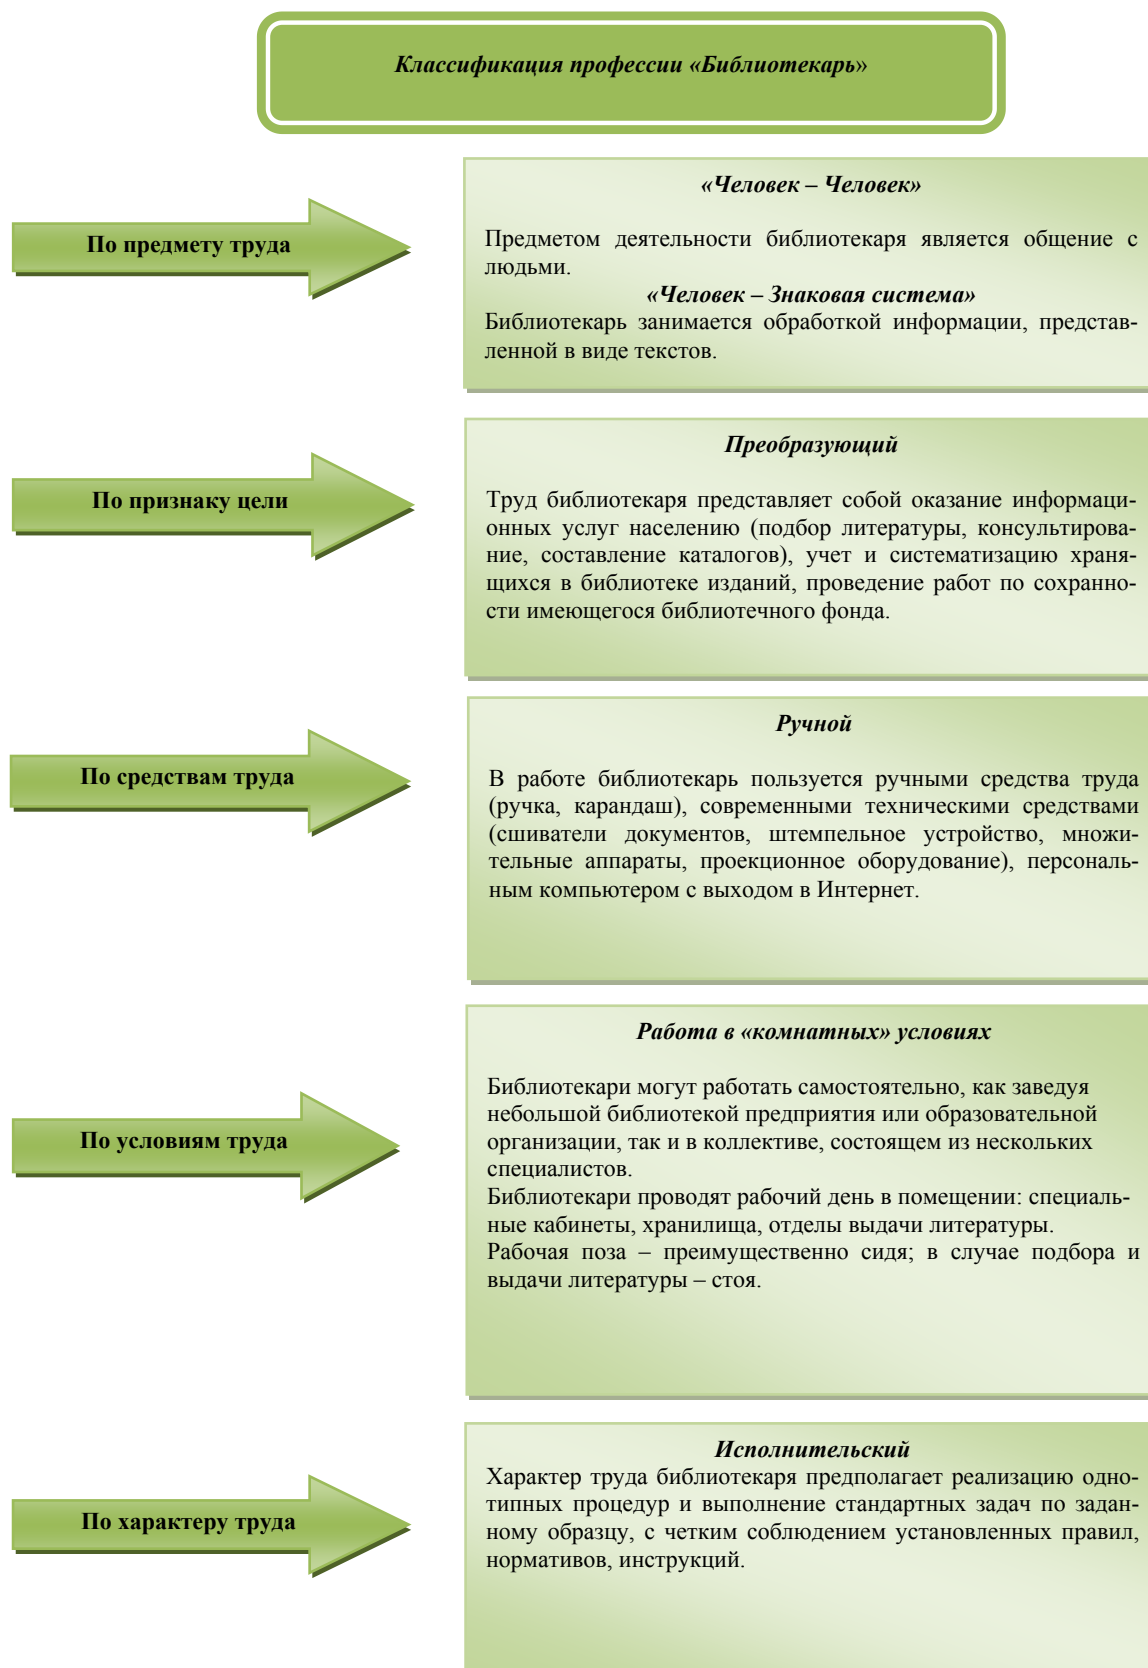 Классификация профессии «Библиотекарь»
По предмету труда
«Человек – Человек»
Предметом деятельности библиотекаря является общение с
людьми.
«Человек – Знаковая система»
Библиотекарь занимается обработкой информации, представ-
ленной в виде текстов.
По признаку цели
Преобразующий
Труд библиотекаря представляет собой оказание информаци-
онных услуг населению (подбор литературы, консультирова-
ние, составление каталогов), учет и систематизацию храня-
щихся в библиотеке изданий, проведение работ по сохранно-
сти имеющегося библиотечного фонда.
По средствам труда
Ручной
В работе библиотекарь пользуется ручными средства труда
(ручка, карандаш), современными техническими средствами
(сшиватели документов, штемпельное устройство, множи-
тельные аппараты, проекционное оборудование), персональ-
ным компьютером с выходом в Интернет.
По условиям труда
Работа в «комнатных» условиях
Библиотекари могут работать самостоятельно, как заведуя
небольшой библиотекой предприятия или образовательной
организации, так и в коллективе, состоящем из нескольких
специалистов.
Библиотекари проводят рабочий день в помещении: специаль-
ные кабинеты, хранилища, отделы выдачи литературы.
Рабочая поза – преимущественно сидя; в случае подбора и
выдачи литературы – стоя.
По характеру труда
Исполнительский
Характер труда библиотекаря предполагает реализацию одно-
типных процедур и выполнение стандартных задач по задан-
ному образцу, с четким соблюдением установленных правил,
нормативов, инструкций.